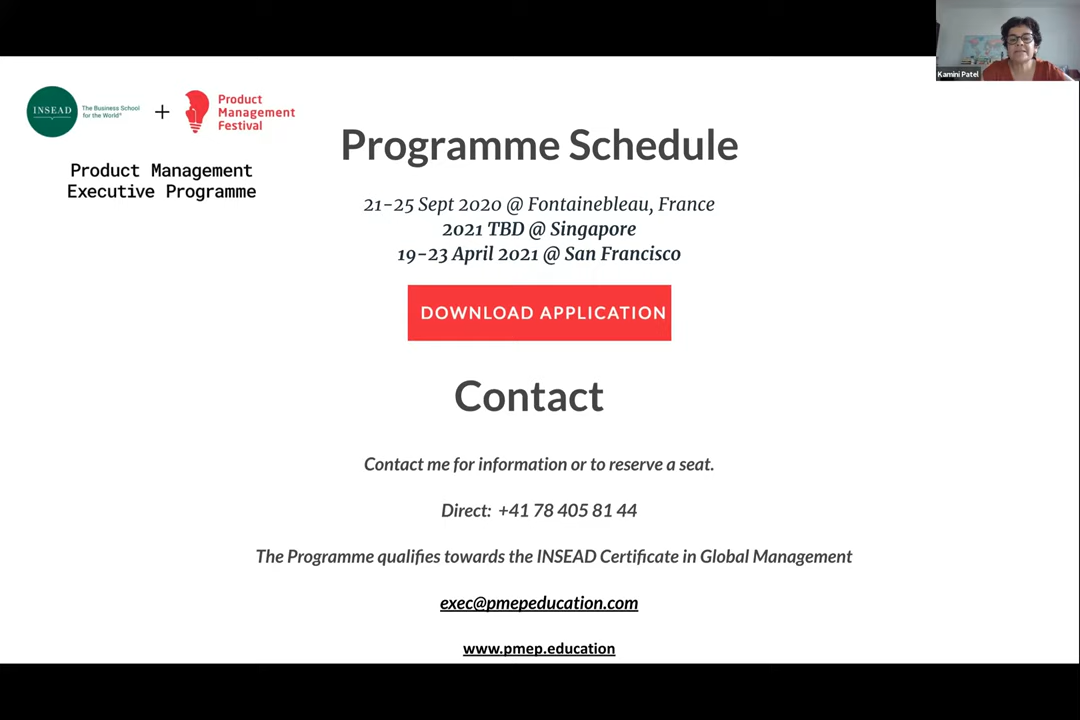 Kamini Patel
INSEAD
The Business School
for the World®
+
Product
Management
Festival
Product Management
Executive Programme
Programme Schedule
21-25 Sept 2020 @ Fontainebleau, France
2021 TBD @ Singapore
19-23 April 2021 @ San Francisco
DOWNLOAD APPLICATION
Contact
Contact me for information or to reserve a seat.
Direct: +41 78 405 81 44
The Programme qualifies towards the INSEAD Certificate in Global Management
exec@pmepeducation.com
www.pmep.education